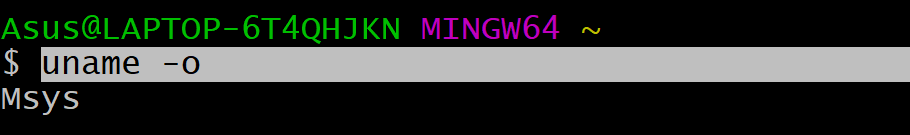 Asus@LAPTOP-6T4QHJKN MINGW64 ~
$ uname -o
Msys